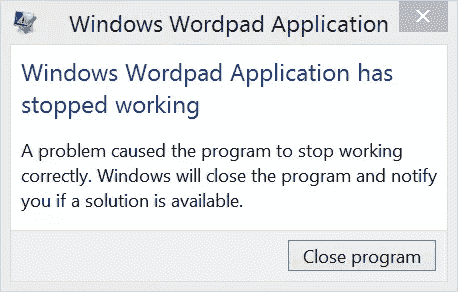 Windows Wordpad Application
Windows Wordpad Application has
stopped working
A problem caused the program to stop working
correctly. Windows will close the program and notify
you if a solution is available.
Close program